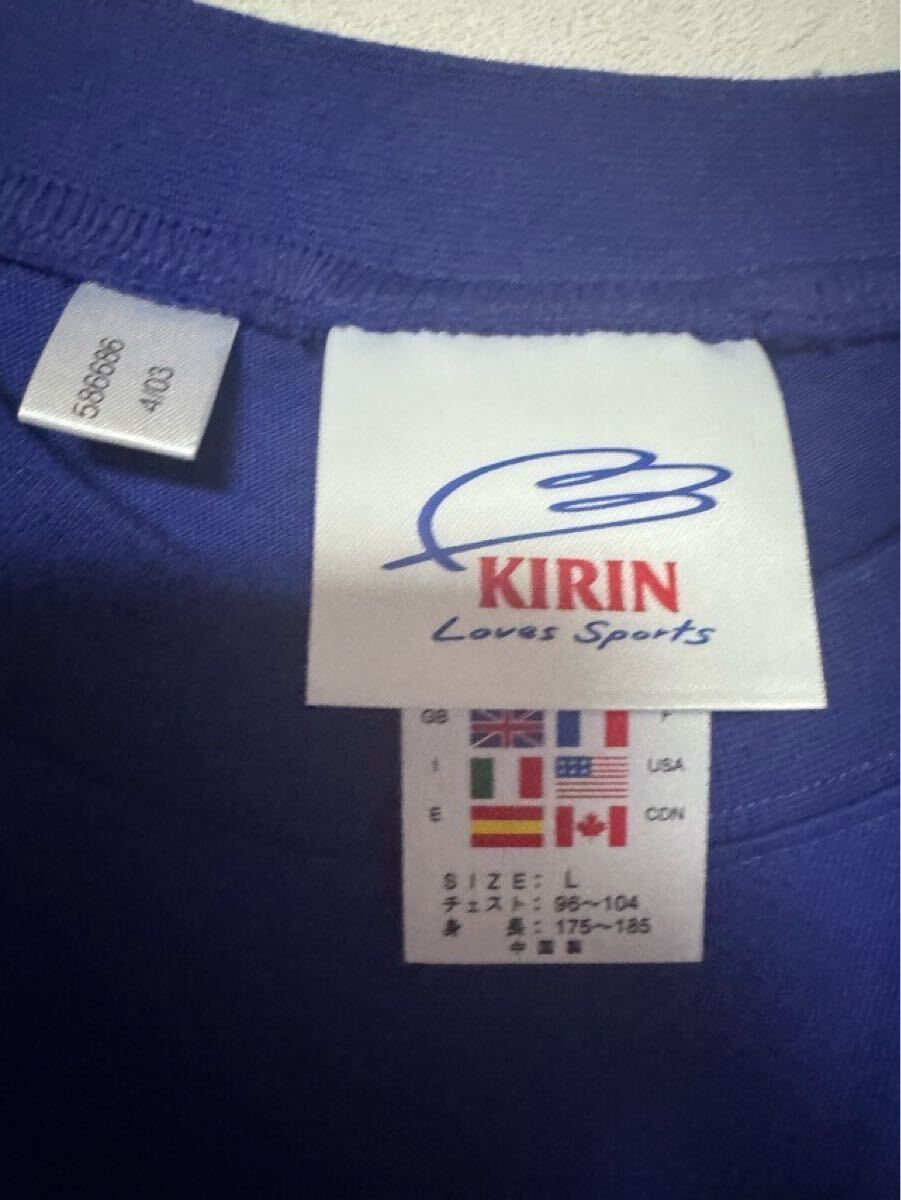 586686
4/03
KIRIN
Loves Sports
GB F
I USA
E CDN
SIZE: L
チェスト: 96〜104
身 長: 175〜185
中国製